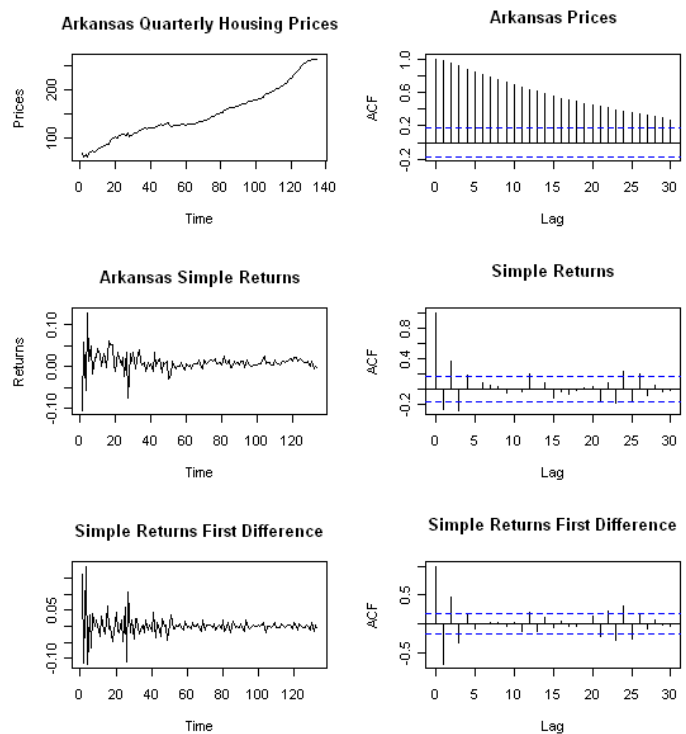 Arkansas Quarterly Housing Prices
Prices
100
200
0 20 40 60 80 100 120 140
Time
Arkansas Prices
ACF
-0.2
0.2
0.6
1.0
0 5 10 15 20 25 30
Lag
Arkansas Simple Returns
Returns
-0.10
0.00
0.10
0 20 40 60 80 100 120
Time
Simple Returns
ACF
-0.2
0.4
0.8
0 5 10 15 20 25 30
Lag
Simple Returns First Difference
-0.10
0.05
0 20 40 60 80 100 120
Time
Simple Returns First Difference
ACF
-0.5
0.5
0 5 10 15 20 25 30
Lag